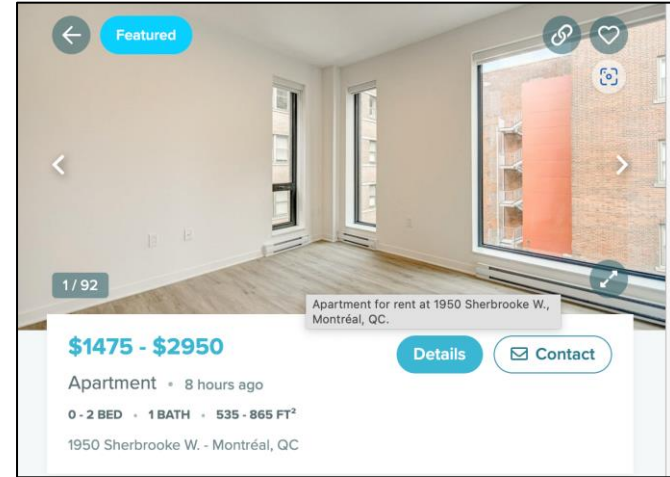 Featured
1 / 92
Apartment for rent at 1950 Sherbrooke W.,
Montréal, QC.
$1475 - $2950
Details
Contact
Apartment • 8 hours ago
0 - 2 BED • 1 BATH • 535 - 865 FT²
1950 Sherbrooke W. - Montréal, QC